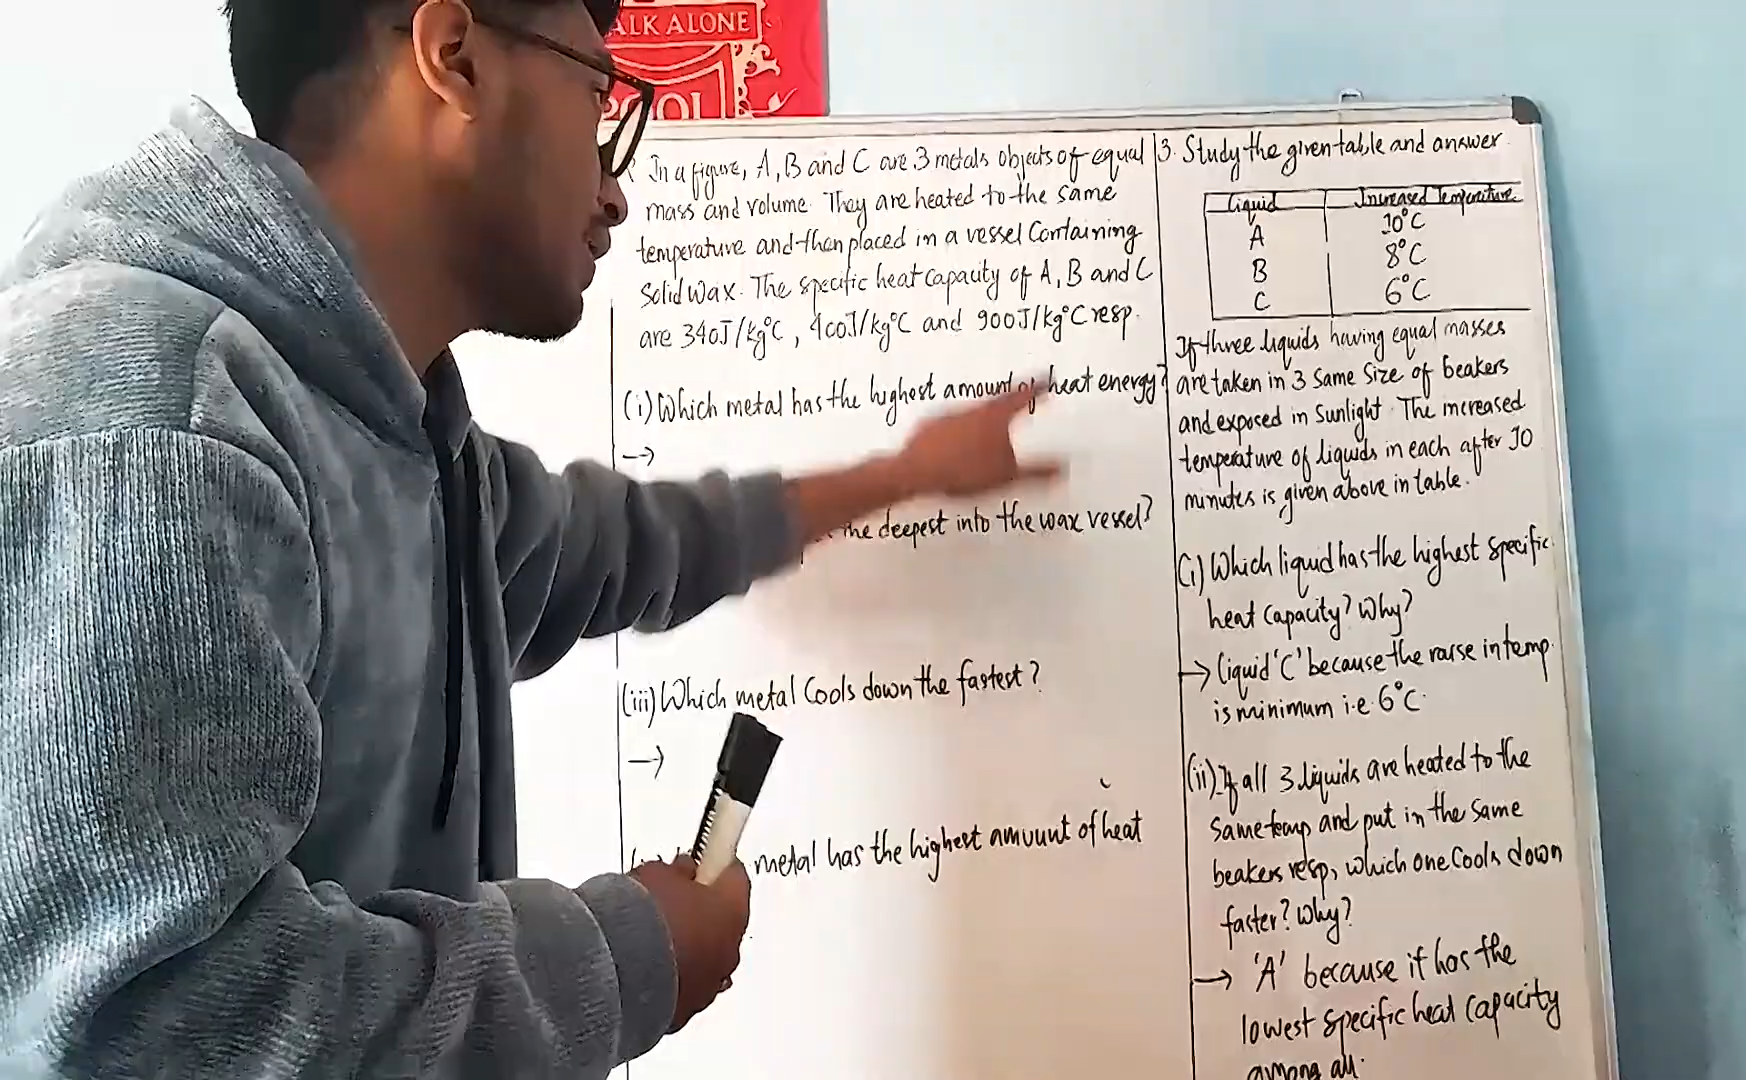 ALK ALONE
POOL
In a figure, A, B and C are 3 metals objects of equal
mass and volume. They are heated to the same
temperature and then placed in a vessel Containing
Solid Wax. The specific heat capacity of A, B and C
are 340J/kg°C, 400J/kg°C and 900J/kg°C resp.
(i) Which metal has the highest amount of heat energy?
→
the deepest into the wax vessel?
(iii) Which metal Cools down the fastest?
→
metal has the highest amount of heat
3. Study the given table and answer.
Liquid Increased Temperature
A 10°C
B 8°C
C 6°C
If three liquids having equal masses
are taken in 3 Same Size of beakers
and exposed in Sunlight. The increased
temperature of liquids in each after 10
minutes is given above in table.
(i) Which liquid has the highest specific
heat capacity? Why?
→ Liquid 'C' because the raise in temp.
is minimum i.e. 6°C.
(ii) If all 3 liquids are heated to the
Same temp and put in the same
beakers resp, which one Cools down
faster? Why?
→ 'A' because it has the
lowest specific heat capacity
among all.